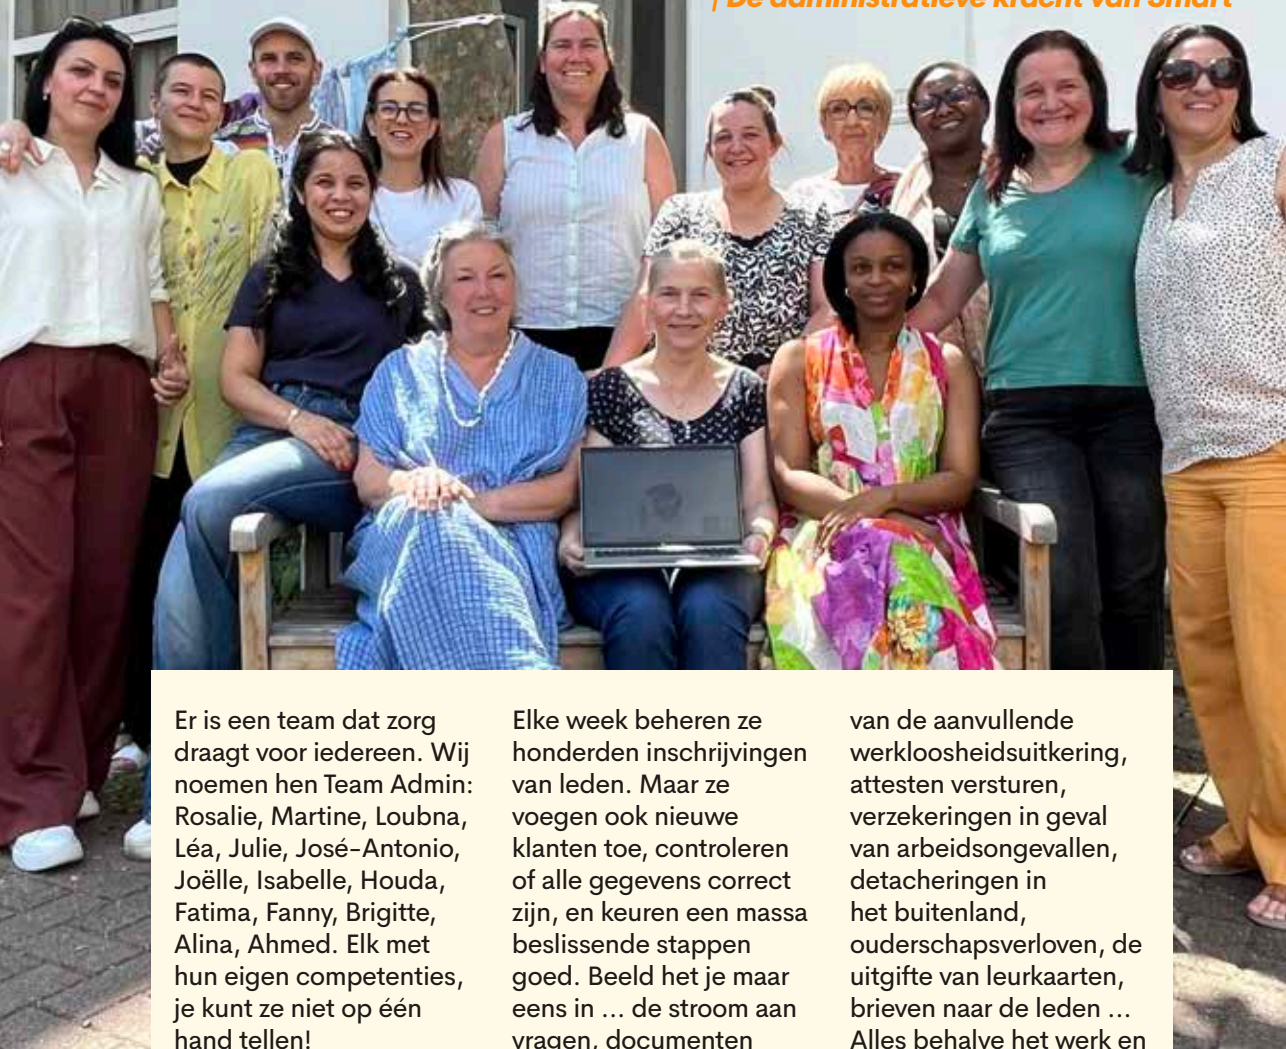 | De administratieve kracht van Smart
Er is een team dat zorg
draagt voor iedereen. Wij
noemen hen Team Admin:
Rosalie, Martine, Loubna,
Léa, Julie, José-Antonio,
Joëlle, Isabelle, Houda,
Fatima, Fanny, Brigitte,
Alina, Ahmed. Elk met
hun eigen competenties,
je kunt ze niet op één
hand tellen!
Elke week beheren ze
honderden inschrijvingen
van leden. Maar ze
voegen ook nieuwe
klanten toe, controleren
of alle gegevens correct
zijn, en keuren een massa
beslissende stappen
goed. Beeld het je maar
eens in ... de stroom aan
vragen, documenten
van de aanvullende
werkloosheidsuitkering,
attesten versturen,
verzekeringen in geval
van arbeidsongevallen,
detacheringen in
het buitenland,
ouderschapsverloven, de
uitgifte van leurkaarten,
brieven naar de leden ...
Alles behalve het werk en